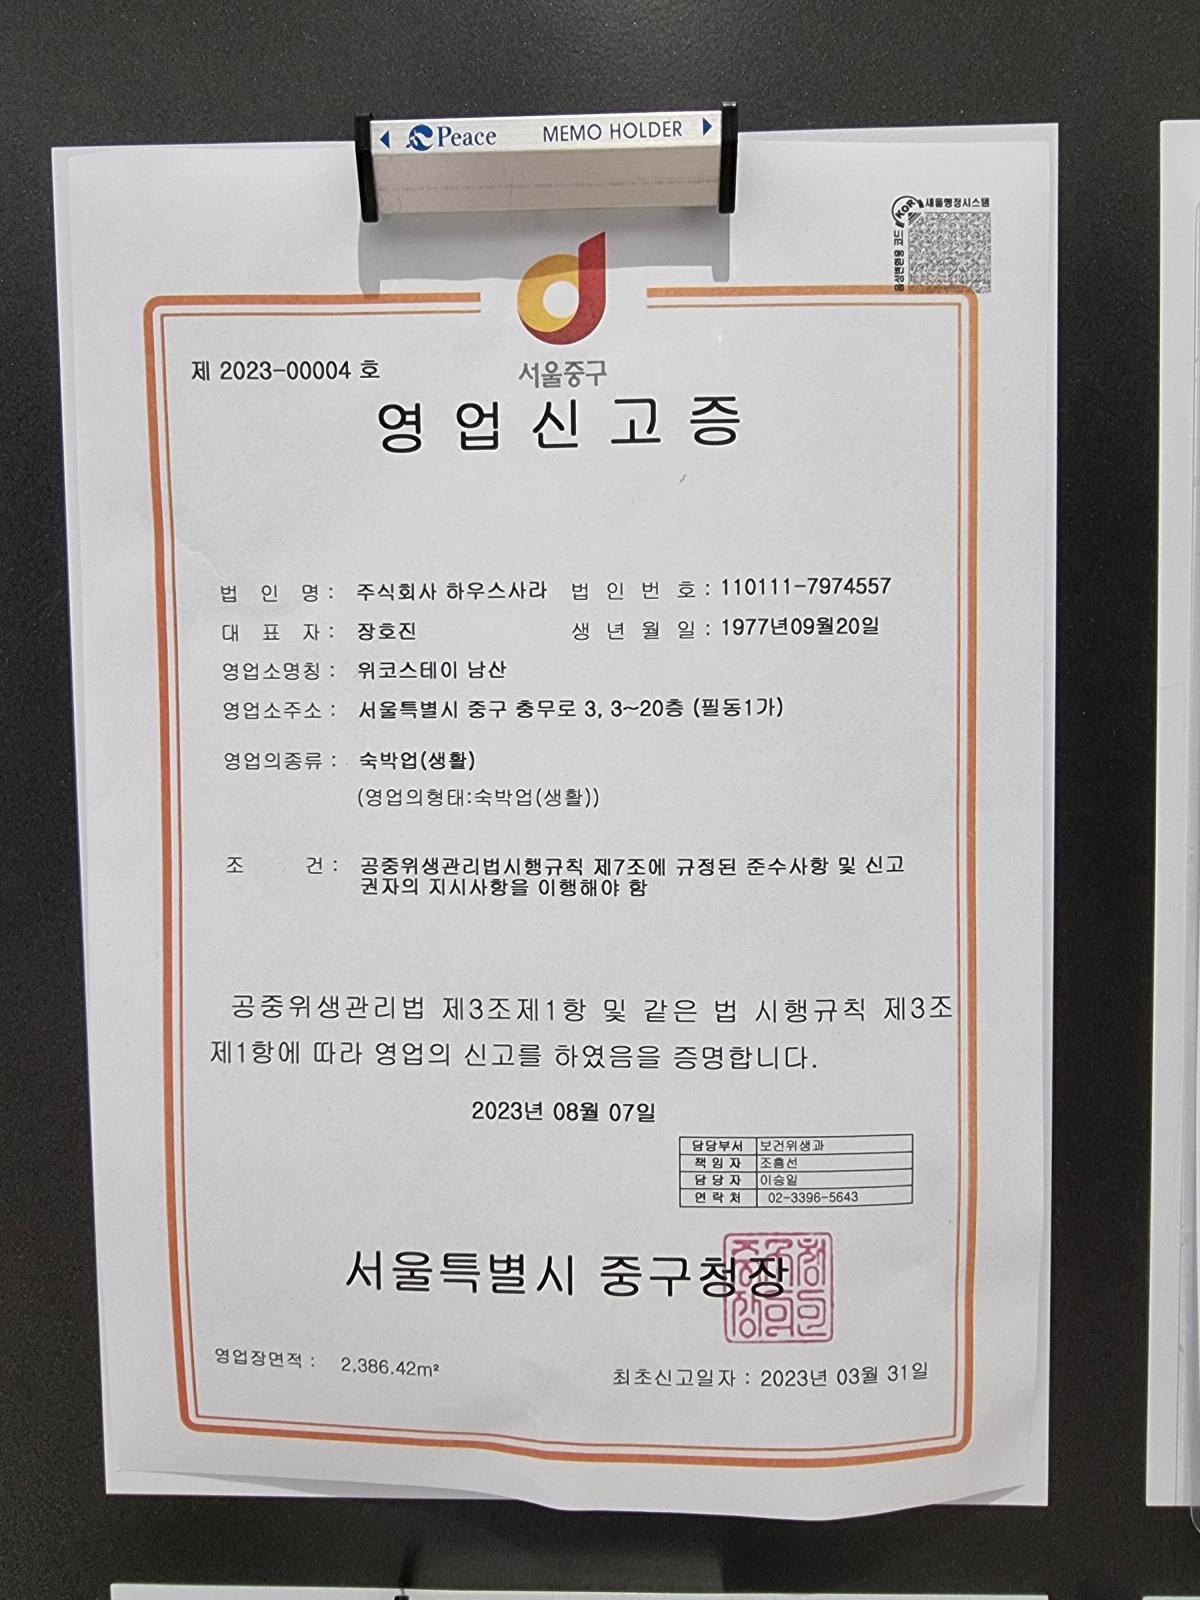 Peace MEMO HOLDER
KOR 새올행정시스템
음성변환용 코드
서울중구
제 2023-00004 호
영업신고증
법인명 : 주식회사 하우스사라 법인번호 : 110111-7974557
대표자 : 장호진 생년월일 : 1977년09월20일
영업소명칭 : 위코스테이 남산
영업소주소 : 서울특별시 중구 충무로 3, 3~20층 (필동1가)
영업의종류 : 숙박업(생활)
(영업의형태:숙박업(생활))
조건 : 공중위생관리법시행규칙 제7조에 규정된 준수사항 및 신고
권자의 지시사항을 이행해야 함
공중위생관리법 제3조제1항 및 같은 법 시행규칙 제3조
제1항에 따라 영업의 신고를 하였음을 증명합니다.
2023년 08월 07일
담당부서 보건위생과
책임자 조흠선
담당자 이승일
연락처 02-3396-5643
서울특별시 중구청장
영업장면적 : 2,386.42m²
최초신고일자 : 2023년 03월 31일